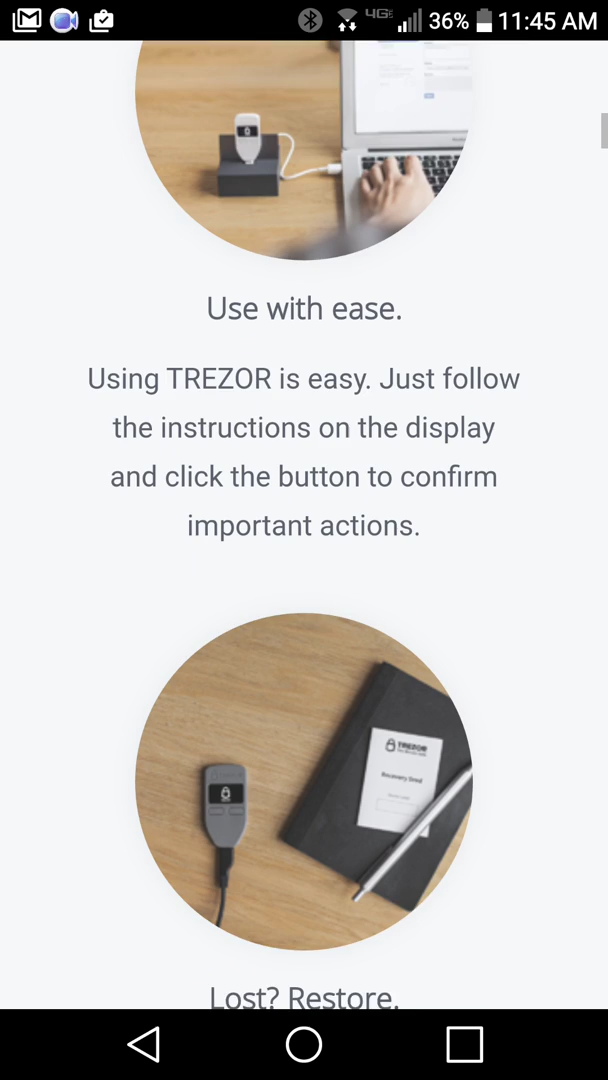 4G
36%
11:45 AM
Use with ease.
Using TREZOR is easy. Just follow
the instructions on the display
and click the button to confirm
important actions.
TREZOR
Recovery Seed
Lost? Restore.